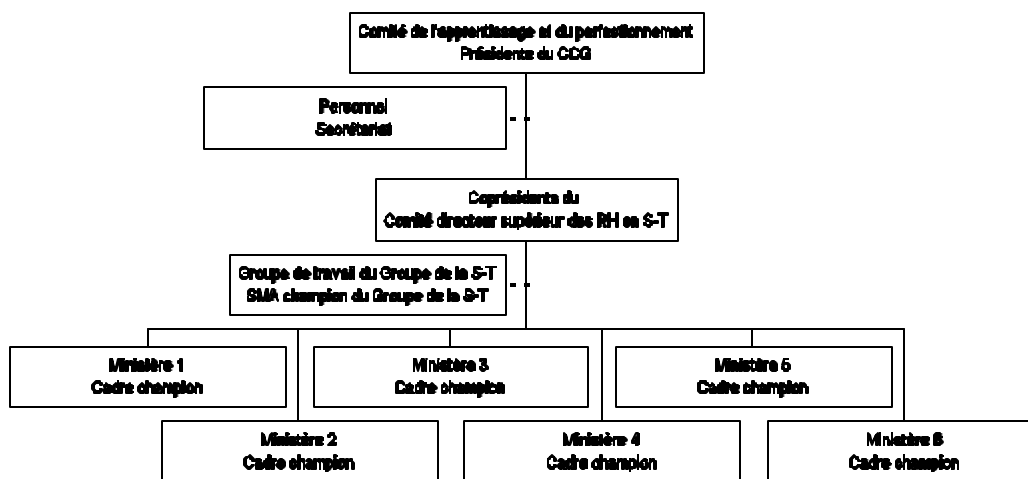 Comité de l'apprentissage et du perfectionnement
Présidente du CCG
Personnel
Secrétariat
Coprésidents du
Comité directeur supérieur des RH en S-T
Groupe de travail du Groupe de la S-T
SMA champion du Groupe de la S-T
Ministère 1
Cadre champion
Ministère 3
Cadre champion
Ministère 5
Cadre champion
Ministère 2
Cadre champion
Ministère 4
Cadre champion
Ministère 6
Cadre champion